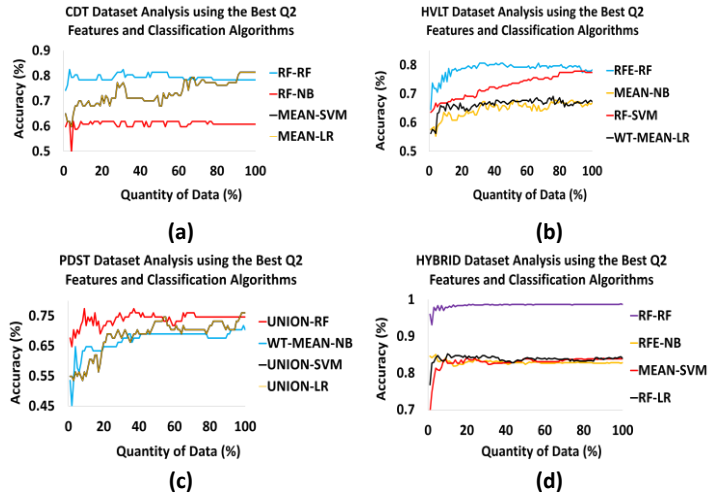 CDT Dataset Analysis using the Best Q2
Features and Classification Algorithms
Accuracy (%)
0.9
0.8
0.7
0.6
0.5
0 20 40 60 80 100
Quantity of Data (%)
RF-RF
RF-NB
MEAN-SVM
MEAN-LR
(a)
HVLT Dataset Analysis using the Best Q2
Features and Classification Algorithms
Accuracy (%)
0.8
0.7
0.6
0.5
0 20 40 60 80 100
Quantity of Data (%)
RFE-RF
MEAN-NB
RF-SVM
WT-MEAN-LR
(b)
PDST Dataset Analysis using the Best Q2
Features and Classification Algorithms
Accuracy (%)
0.75
0.65
0.55
0.45
0 20 40 60 80 100
Quantity of Data (%)
UNION-RF
WT-MEAN-NB
UNION-SVM
UNION-LR
(c)
HYBRID Dataset Analysis using the Best Q2
Features and Classification Algorithms
Accuracy (%)
1
0.9
0.8
0.7
0 20 40 60 80 100
Quantity of Data (%)
RF-RF
RFE-NB
MEAN-SVM
RF-LR
(d)